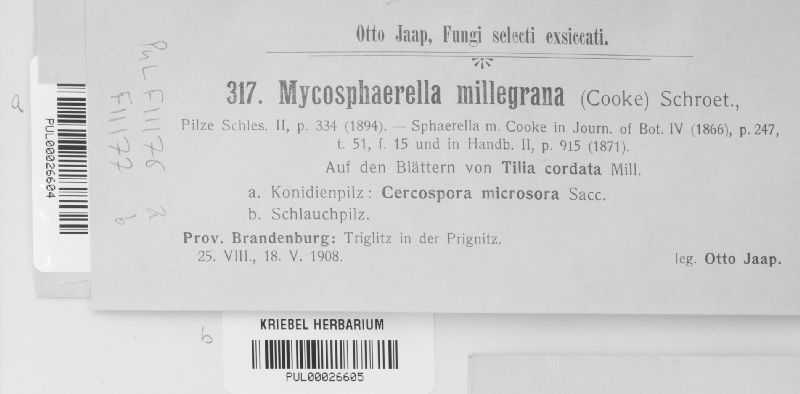 Otto Jaap, Fungi selecti exsiccati.
317. Mycosphaerella millegrana (Cooke) Schroet.,
Pilze Schles. II, p. 334 (1894). — Sphaerella m. Cooke in Journ. of Bot. IV (1866), p. 247,
t. 51, f. 15 und in Handb. II, p. 915 (1871).
Auf den Blättern von Tilia cordata Mill.
a. Konidienpilz: Cercospora microsora Sacc.
b. Schlauchpilz.
Prov. Brandenburg: Triglitz in der Prignitz.
25. VIII., 18. V. 1908.
leg. Otto Jaap.
PUL F11176 a
F11177 b
a
PUL00026604
b
KRIEBEL HERBARIUM
PUL00026605